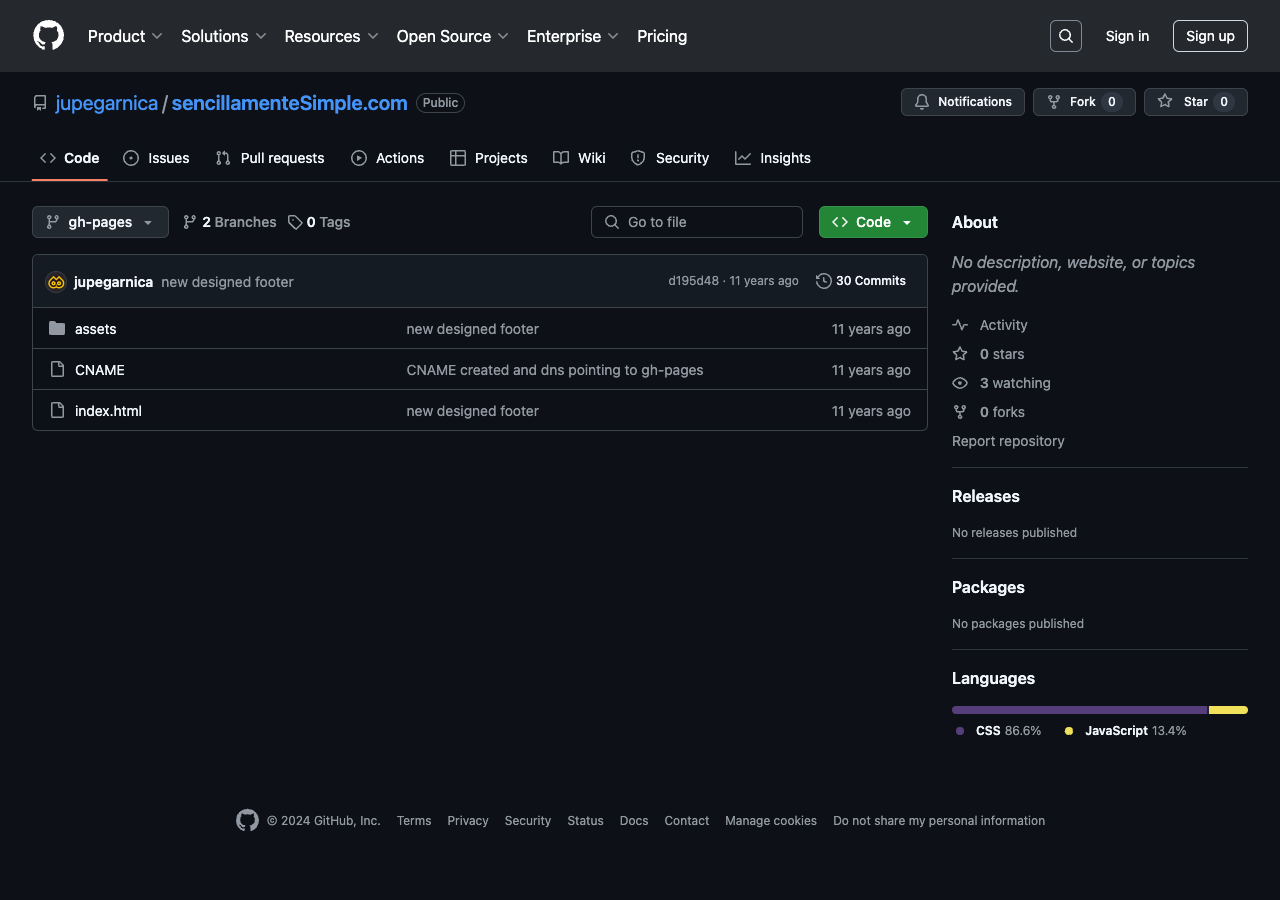 Product Solutions Resources Open Source Enterprise Pricing Sign in Sign up
jupegarnica / sencillamenteSimple.com Public Notifications Fork 0 Star 0
Code Issues Pull requests Actions Projects Wiki Security Insights
gh-pages 2 Branches 0 Tags Go to file Code
jupegarnica new designed footer d195d48 · 11 years ago 30 Commits
assets new designed footer 11 years ago
CNAME CNAME created and dns pointing to gh-pages 11 years ago
index.html new designed footer 11 years ago
About
No description, website, or topics
provided.
Activity
0 stars
3 watching
0 forks
Report repository
Releases
No releases published
Packages
No packages published
Languages
CSS 86.6% JavaScript 13.4%
© 2024 GitHub, Inc. Terms Privacy Security Status Docs Contact Manage cookies Do not share my personal information